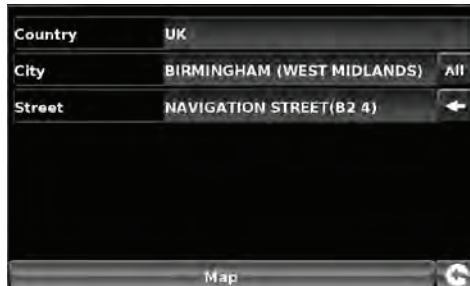 Country UK
City BIRMINGHAM (WEST MIDLANDS) All
Street NAVIGATION STREET(B2 4)
Map